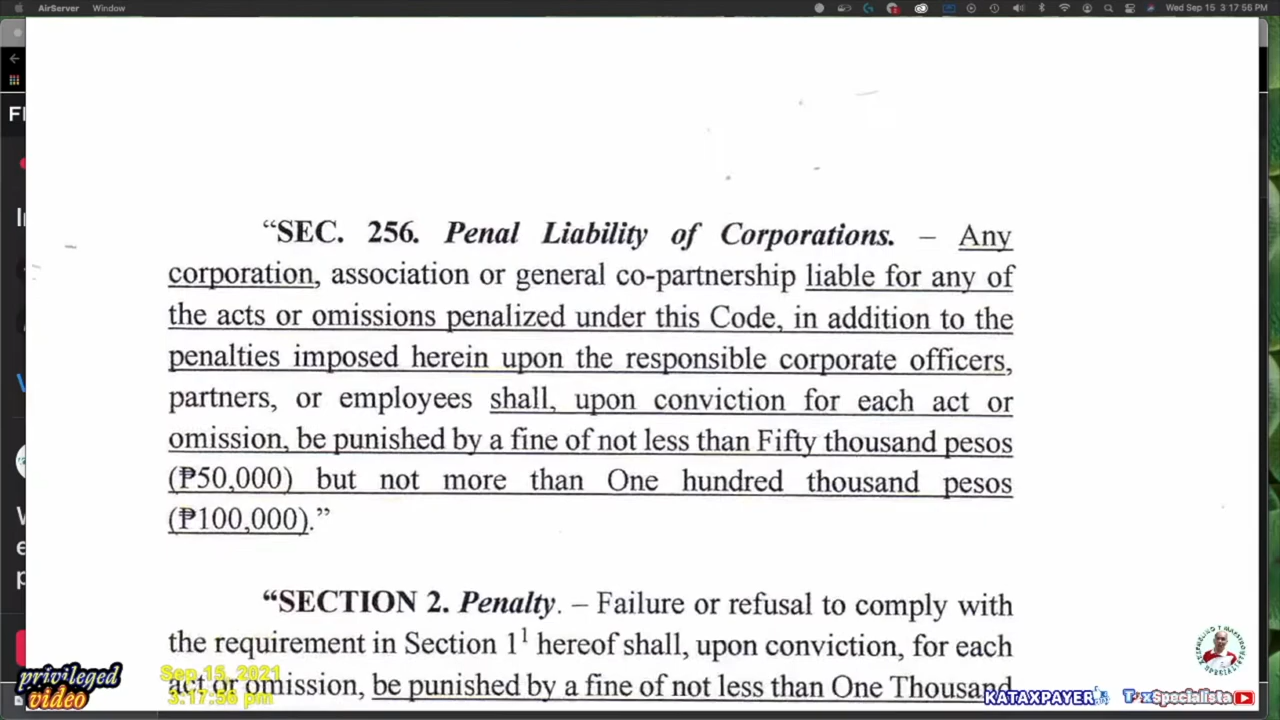 AirServer Window Wed Sep 15 3:17:56 PM
“SEC. 256. Penal Liability of Corporations. – Any
corporation, association or general co-partnership liable for any of
the acts or omissions penalized under this Code, in addition to the
penalties imposed herein upon the responsible corporate officers,
partners, or employees shall, upon conviction for each act or
omission, be punished by a fine of not less than Fifty thousand pesos
(₱50,000) but not more than One hundred thousand pesos
(₱100,000).”
“SECTION 2. Penalty. – Failure or refusal to comply with
the requirement in Section 1¹ hereof shall, upon conviction, for each
act or omission, be punished by a fine of not less than One Thousand
privileged
video
Sep 15, 2021
3:17:56 pm
KATAXPAYER
TaxSpecialista